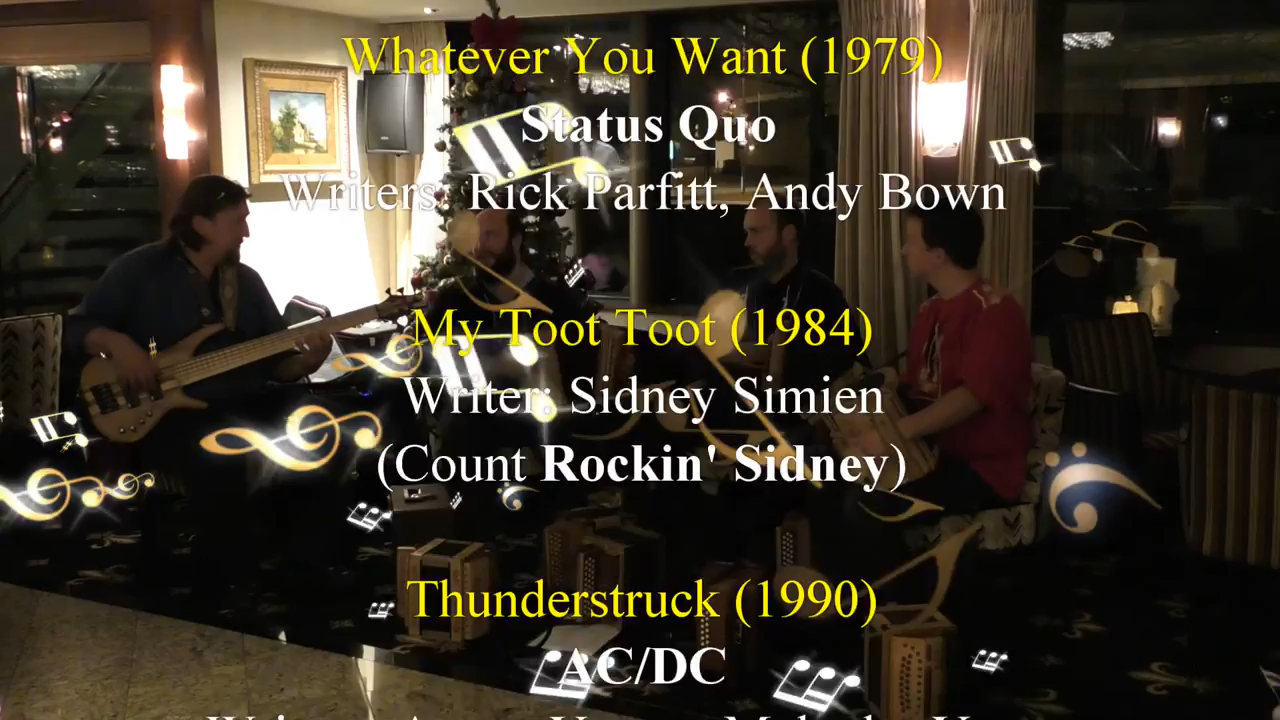 Whatever You Want (1979)
Status Quo
Writers: Rick Parfitt, Andy Bown
My Toot Toot (1984)
Writer: Sidney Simien
(Count Rockin' Sidney)
Thunderstruck (1990)
AC/DC